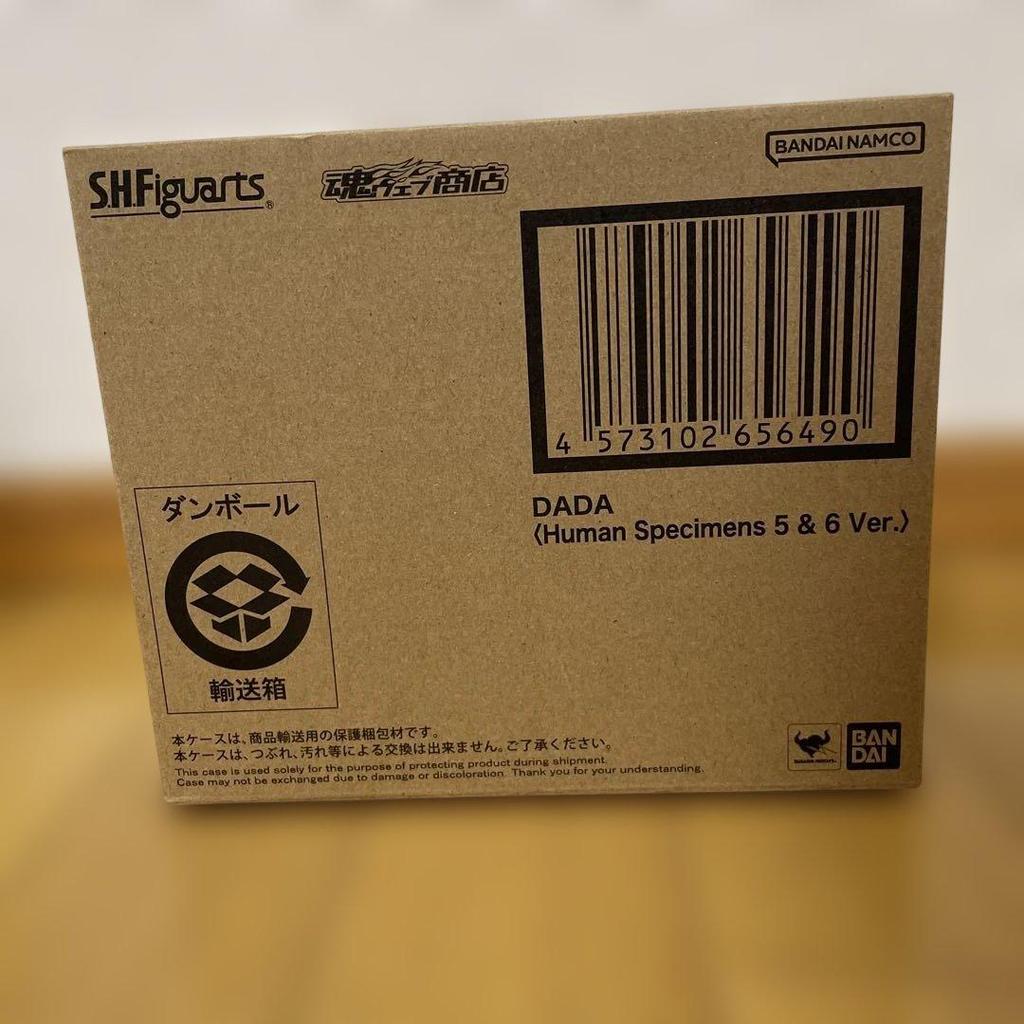 S.H.Figuarts®
魂ウェブ商店
BANDAI NAMCO
4 573102 656490
DADA
〈Human Specimens 5 & 6 Ver.〉
ダンボール
輸送箱
本ケースは、商品輸送用の保護梱包材です。
本ケースは、つぶれ、汚れ等による交換は出来ません。ご了承ください。
This case is used solely for the purpose of protecting product during shipment.
Case may not be exchanged due to damage or discoloration. Thank you for your understanding.
BAN
DAI